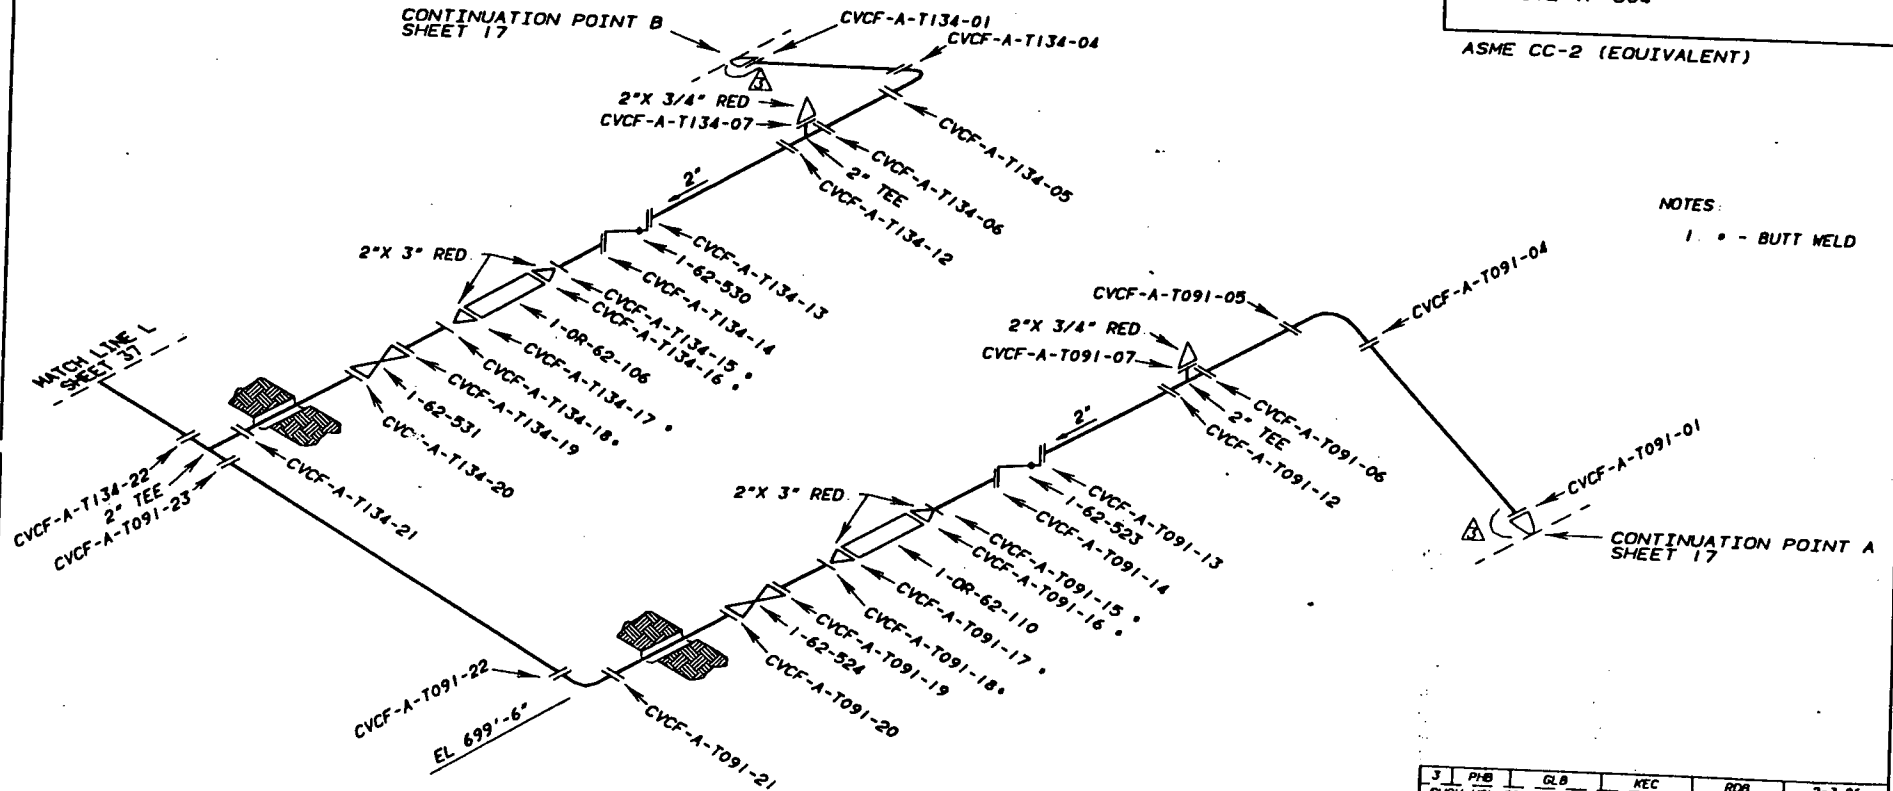 CONTINUATION POINT B
SHEET 17
CVCF-A-T134-01
CVCF-A-T134-04
ASME CC-2 (EQUIVALENT)
3
2"X 3/4" RED
CVCF-A-T134-07
CVCF-A-T134-05
CVCF-A-T134-06
2" TEE
CVCF-A-T134-12
2"
NOTES:
1. • - BUTT WELD
CVCF-A-T134-13
1-62-530
CVCF-A-T134-14
2"X 3" RED.
CVCF-A-T134-15 •
CVCF-A-T134-16 •
1-OR-62-106
CVCF-A-T134-17 •
CVCF-A-T134-18•
CVCF-A-T134-19
1-62-531
CVCF-A-T134-20
MATCH LINE L
SHEET 37
CVCF-A-T134-21
CVCF-A-T134-22
2" TEE
CVCF-A-T091-23
CVCF-A-T091-04
CVCF-A-T091-05
2"X 3/4" RED.
CVCF-A-T091-07
CVCF-A-T091-06
2" TEE
CVCF-A-T091-12
2"
CVCF-A-T091-01
3
CONTINUATION POINT A
SHEET 17
CVCF-A-T091-13
1-62-523
CVCF-A-T091-14
2"X 3" RED.
CVCF-A-T091-15 •
CVCF-A-T091-16 •
1-OR-62-110
CVCF-A-T091-17 •
CVCF-A-T091-18•
CVCF-A-T091-19
1-62-524
CVCF-A-T091-20
CVCF-A-T091-21
CVCF-A-T091-22
EL 699'-6"
3 PHB GLB KEC RDB